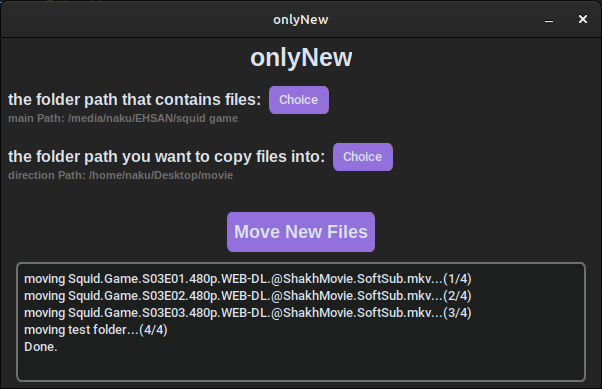 onlyNew
onlyNew
the folder path that contains files: Choice
main Path: /media/naku/EHSAN/squid game
the folder path you want to copy files into: Choice
direction Path: /home/naku/Desktop/movie
Move New Files
moving Squid.Game.S03E01.480p.WEB-DL.@ShakhMovie.SoftSub.mkv...(1/4)
moving Squid.Game.S03E02.480p.WEB-DL.@ShakhMovie.SoftSub.mkv...(2/4)
moving Squid.Game.S03E03.480p.WEB-DL.@ShakhMovie.SoftSub.mkv...(3/4)
moving test folder...(4/4)
Done.